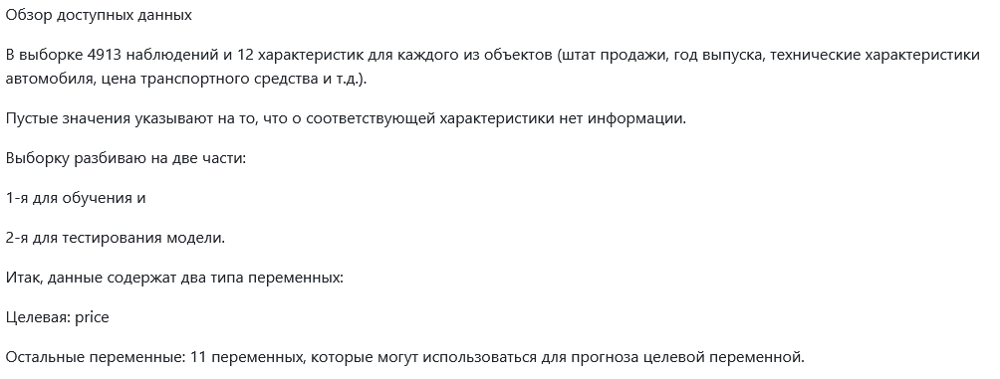 Обзор доступных данных
В выборке 4913 наблюдений и 12 характеристик для каждого из объектов (штат продажи, год выпуска, технические характеристики
автомобиля, цена транспортного средства и т.д.).
Пустые значения указывают на то, что о соответствующей характеристики нет информации.
Выборку разбиваю на две части:
1-я для обучения и
2-я для тестирования модели.
Итак, данные содержат два типа переменных:
Целевая: price
Остальные переменные: 11 переменных, которые могут использоваться для прогноза целевой переменной.